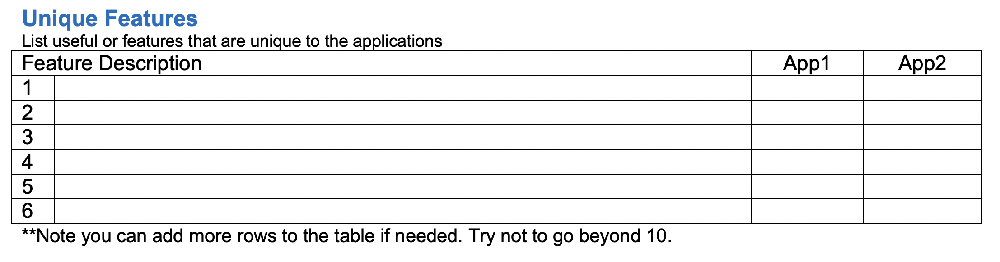 Unique Features
List useful or features that are unique to the applications
Feature Description App1 App2
1
2
3
4
5
6
**Note you can add more rows to the table if needed. Try not to go beyond 10.